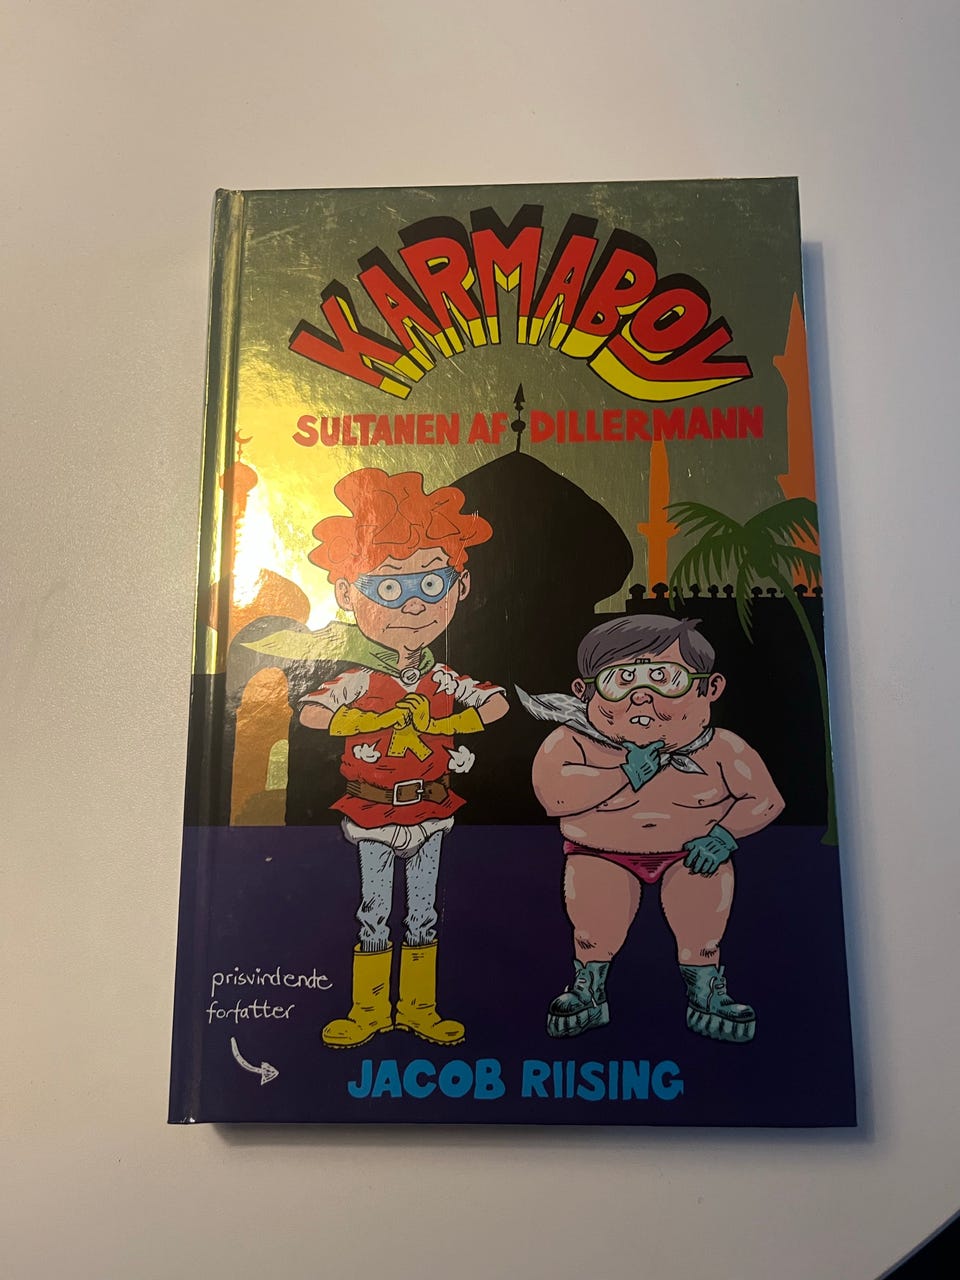 KARMABOY
SULTANEN AF DILLERMANN
prisvindende
forfatter
JACOB RIISING